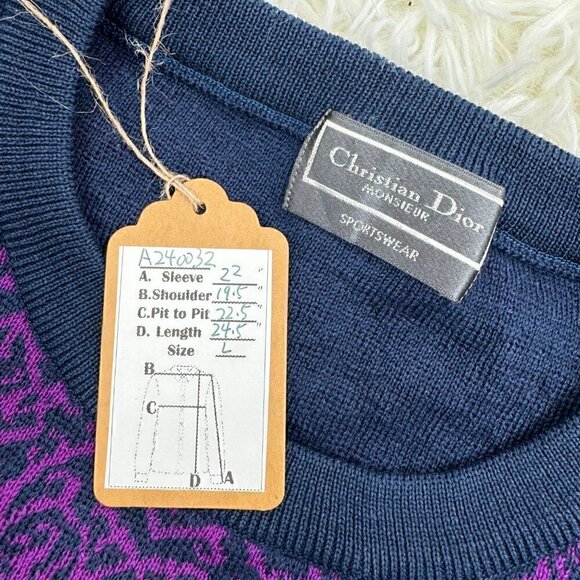 A240032
A. Sleeve 22 "
B.Shoulder 19.5 "
C.Pit to Pit 22.5 "
D. Length 24.5 "
Size L
B
C
D
A
Christian Dior
MONSIEUR
SPORTSWEAR